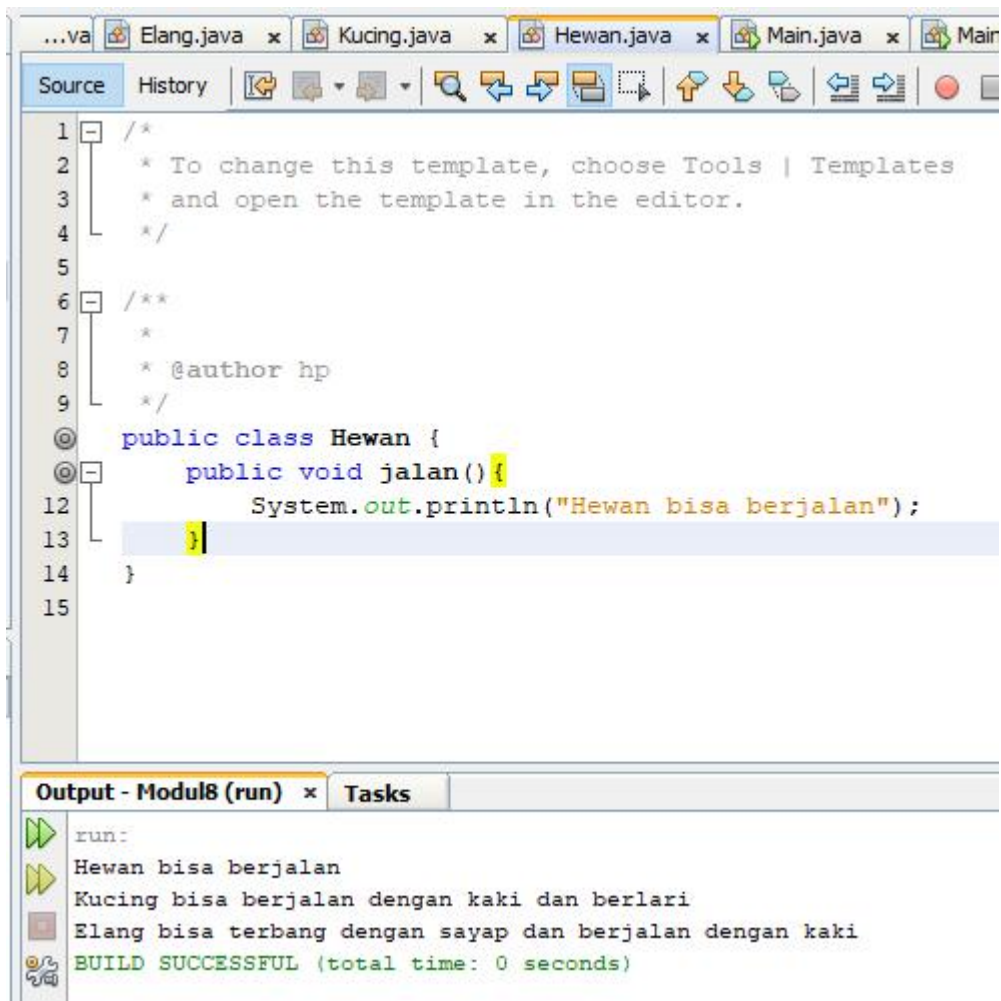 ...va Elang.java x Kucing.java x Hewan.java x Main.java x Main
Source History
1 /*
2 * To change this template, choose Tools | Templates
3 * and open the template in the editor.
4 */
5
6 /**
7 *
8 * @author hp
9 */
public class Hewan {
public void jalan(){
12 System.out.println("Hewan bisa berjalan");
13 }
14 }
15
Output - Modul8 (run) x Tasks
run:
Hewan bisa berjalan
Kucing bisa berjalan dengan kaki dan berlari
Elang bisa terbang dengan sayap dan berjalan dengan kaki
BUILD SUCCESSFUL (total time: 0 seconds)